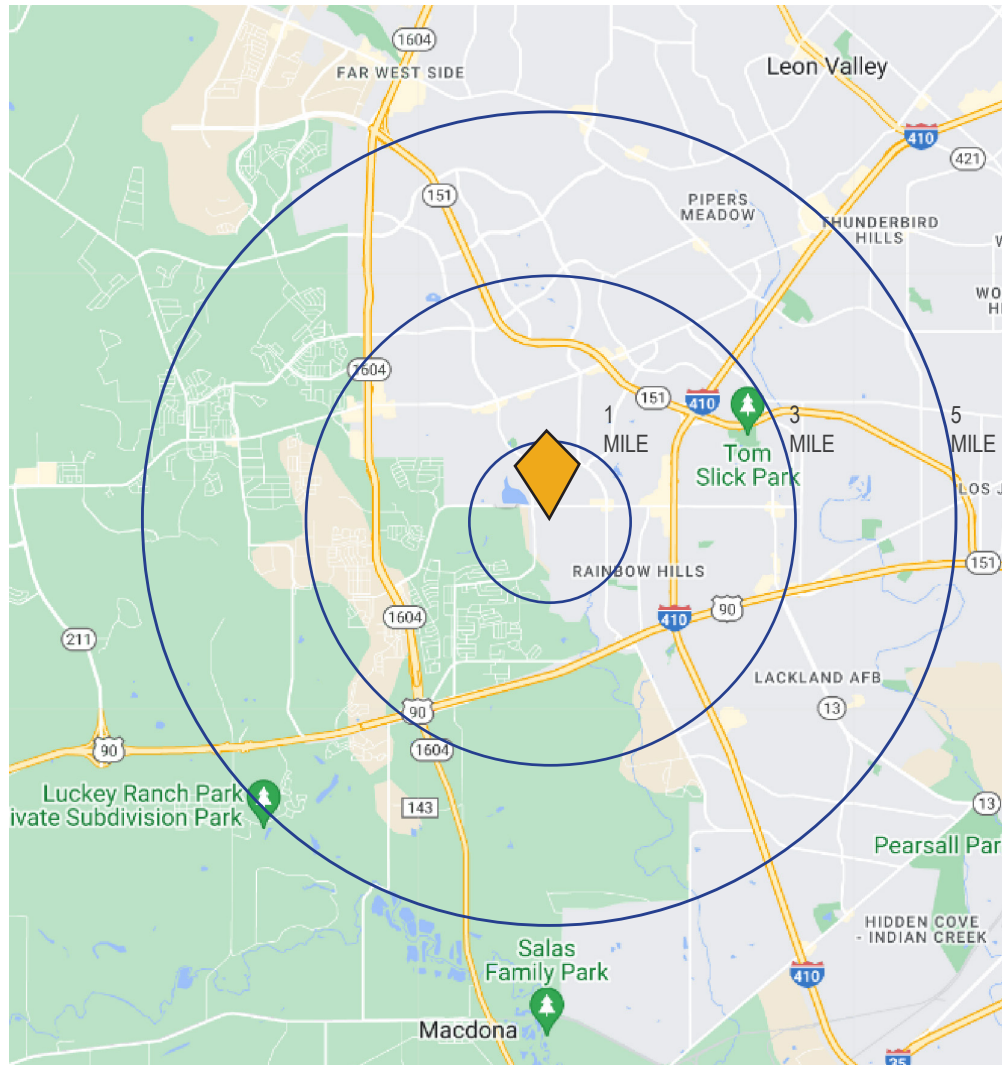 1604
FAR WEST SIDE
Leon Valley
410
421
151
PIPERS
MEADOW
THUNDERBIRD
HILLS
W
WO
H
1604
410
151
1
MILE
3
MILE
5
MILE
Tom
Slick Park
LOS J
RAINBOW HILLS
151
90
1604
410
211
LACKLAND AFB
13
90
1604
90
143
Luckey Ranch Park
ivate Subdivision Park
13
Pearsall Par
HIDDEN COVE
- INDIAN CREEK
Salas
Family Park
410
Macdona
35